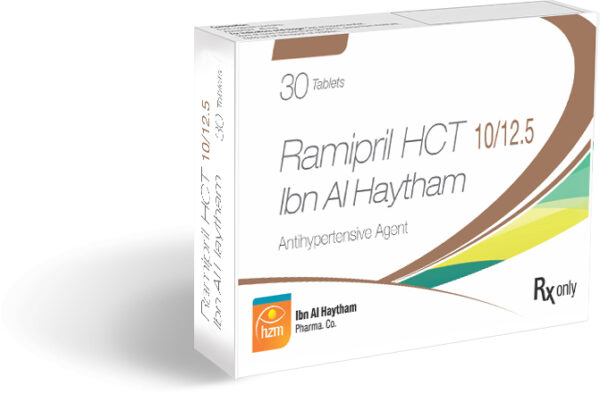 30 Tablets
Ramipril HCT 10/12.5
Ibn Al Haytham
Antihypertensive Agent
hzm
Ibn Al Haytham
Pharma. Co.
Rx only
Ramipril HCT 10/12.5 30 Tablets
Ibn Al Haytham